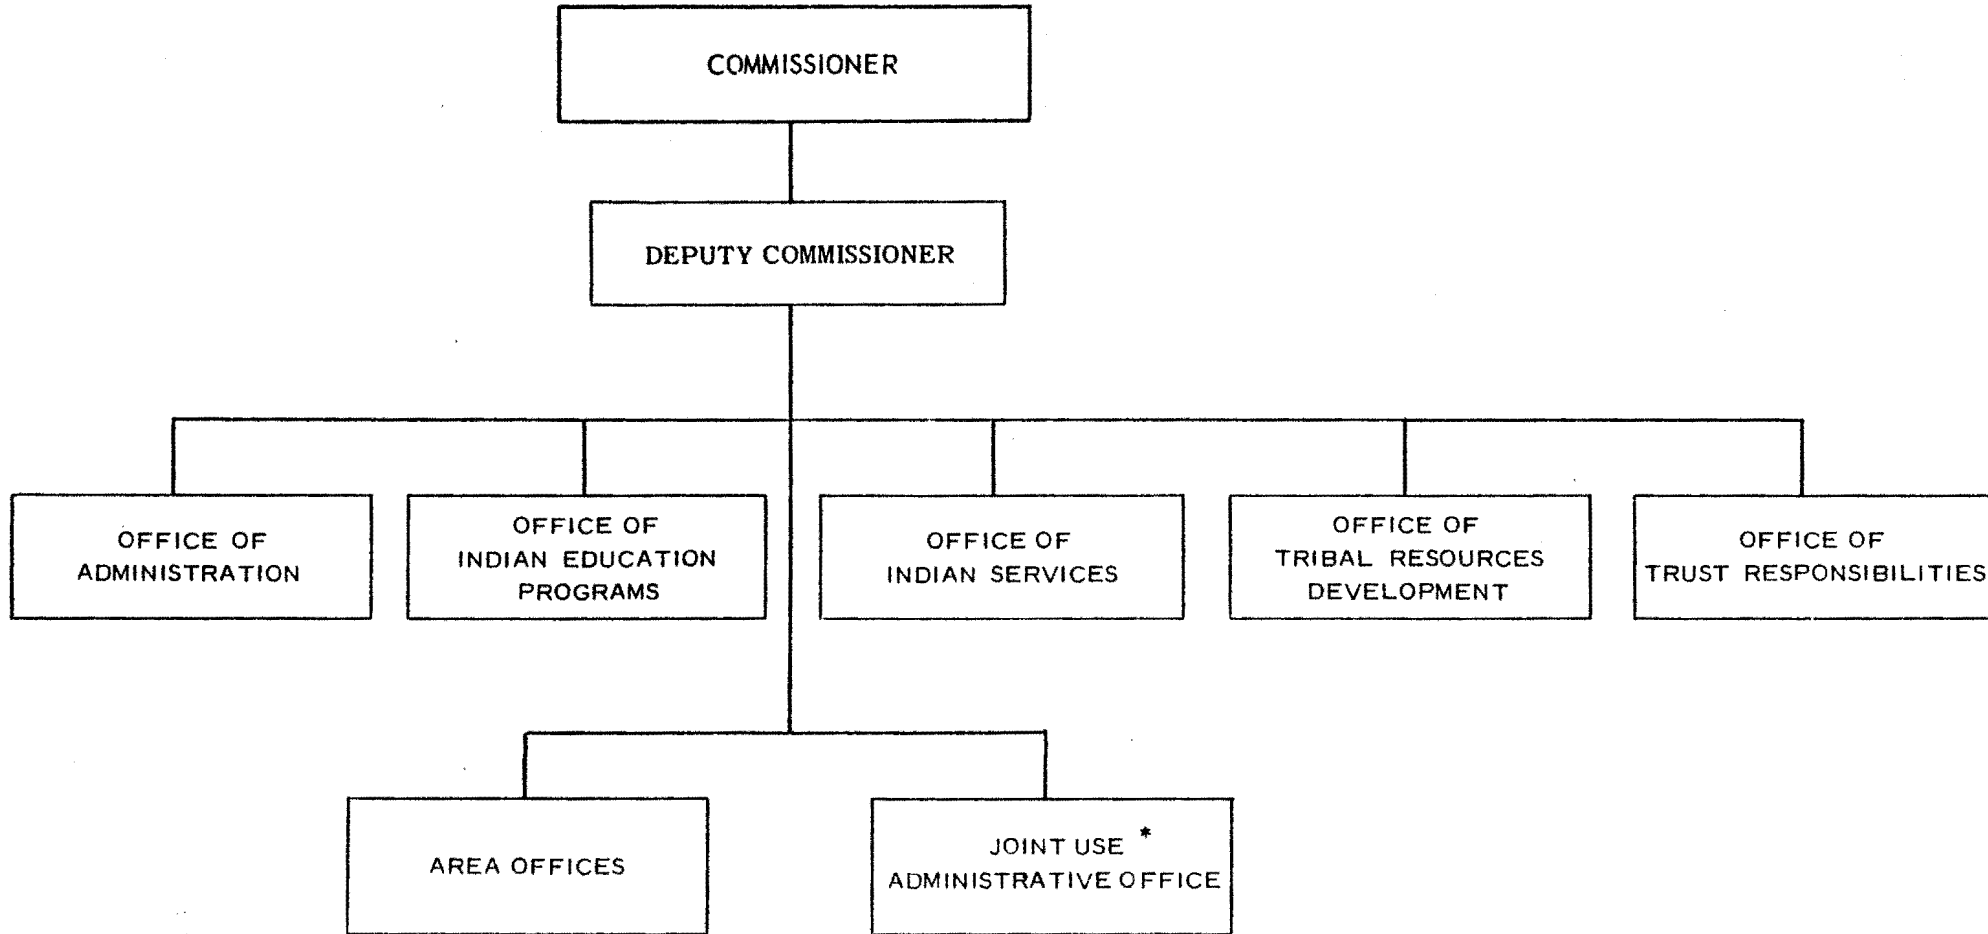 COMMISSIONER
DEPUTY COMMISSIONER
OFFICE OF
ADMINISTRATION
OFFICE OF
INDIAN EDUCATION
PROGRAMS
OFFICE OF
INDIAN SERVICES
OFFICE OF
TRIBAL RESOURCES
DEVELOPMENT
OFFICE OF
TRUST RESPONSIBILITIES
AREA OFFICES
JOINT USE *
ADMINISTRATIVE OFFICE